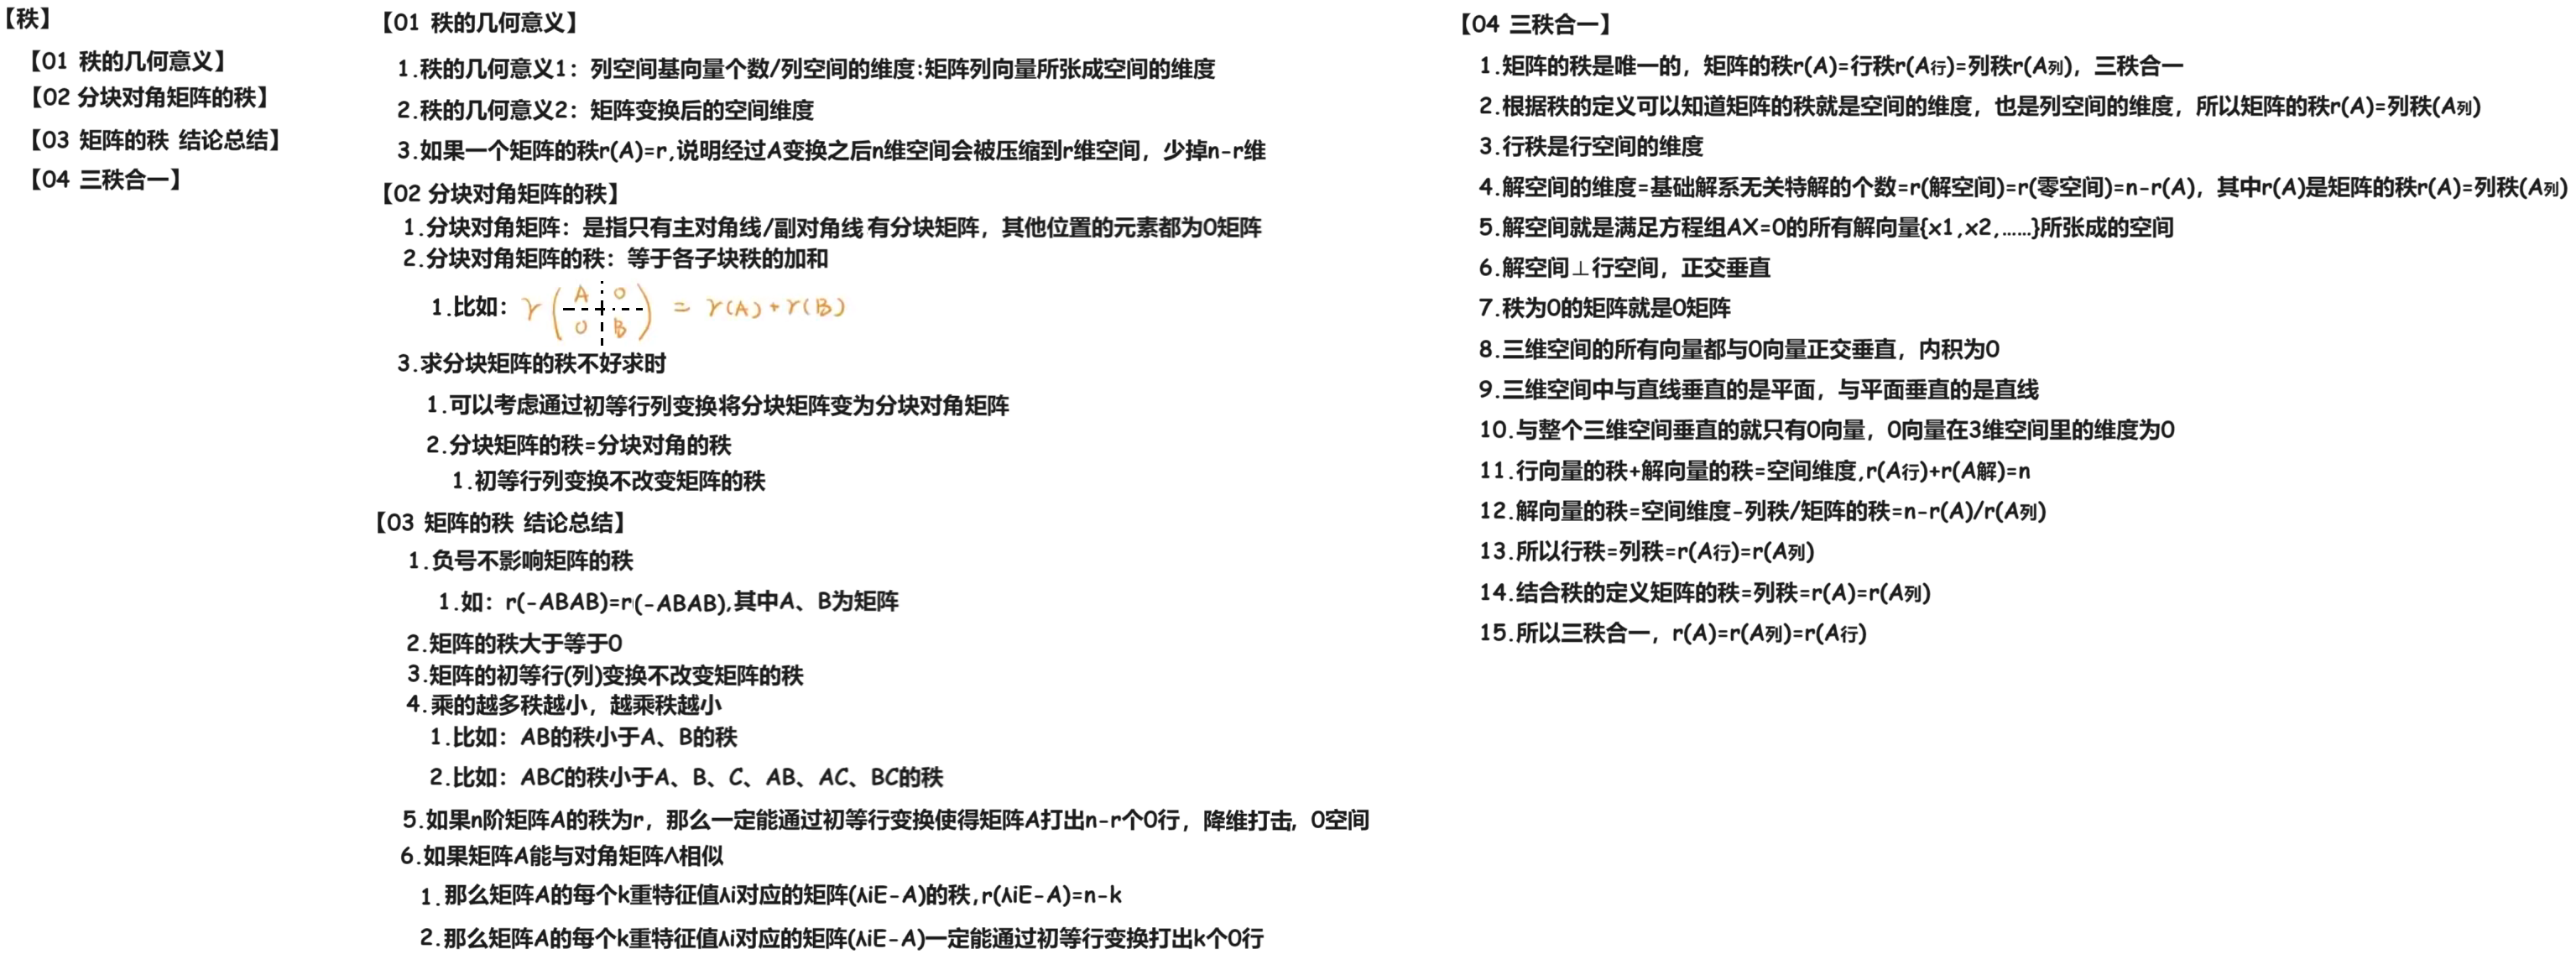 【秩】
【01 秩的几何意义】
【02 分块对角矩阵的秩】
【03 矩阵的秩 结论总结】
【04 三秩合一】
【01 秩的几何意义】
1.秩的几何意义1：列空间基向量个数/列空间的维度:矩阵列向量所张成空间的维度
2.秩的几何意义2：矩阵变换后的空间维度
3.如果一个矩阵的秩r(A)=r,说明经过A变换之后n维空间会被压缩到r维空间，少掉n-r维
【02 分块对角矩阵的秩】
1.分块对角矩阵：是指只有主对角线/副对角线 有分块矩阵，其他位置的元素都为0矩阵
2.分块对角矩阵的秩：等于各子块秩的加和
1.比如：r(A 0
0 B) = r(A)+r(B)
3.求分块矩阵的秩不好求时
1.可以考虑通过初等行列变换将分块矩阵变为分块对角矩阵
2.分块矩阵的秩=分块对角的秩
1.初等行列变换不改变矩阵的秩
【03 矩阵的秩 结论总结】
1.负号不影响矩阵的秩
1.如：r(-ABAB)=r(-ABAB),其中A、B为矩阵
2.矩阵的秩大于等于0
3.矩阵的初等行(列)变换不改变矩阵的秩
4.乘的越多秩越小，越乘秩越小
1.比如：AB的秩小于A、B的秩
2.比如：ABC的秩小于A、B、C、AB、AC、BC的秩
5.如果n阶矩阵A的秩为r，那么一定能通过初等行变换使得矩阵A打出n-r个0行，降维打击，0空间
6.如果矩阵A能与对角矩阵Λ相似
1.那么矩阵A的每个k重特征值λi对应的矩阵(λiE-A)的秩,r(λiE-A)=n-k
2.那么矩阵A的每个k重特征值λi对应的矩阵(λiE-A)一定能通过初等行变换打出k个0行
【04 三秩合一】
1.矩阵的秩是唯一的，矩阵的秩r(A)=行秩r(A行)=列秩r(A列)，三秩合一
2.根据秩的定义可以知道矩阵的秩就是空间的维度，也是列空间的维度，所以矩阵的秩r(A)=列秩(A列)
3.行秩是行空间的维度
4.解空间的维度=基础解系无关特解的个数=r(解空间)=r(零空间)=n-r(A)，其中r(A)是矩阵的秩r(A)=列秩(A列)
5.解空间就是满足方程组AX=0的所有解向量{x1,x2,……}所张成的空间
6.解空间⊥行空间，正交垂直
7.秩为0的矩阵就是0矩阵
8.三维空间的所有向量都与0向量正交垂直，内积为0
9.三维空间中与直线垂直的是平面，与平面垂直的是直线
10.与整个三维空间垂直的就只有0向量，0向量在3维空间里的维度为0
11.行向量的秩+解向量的秩=空间维度,r(A行)+r(A解)=n
12.解向量的秩=空间维度-列秩/矩阵的秩=n-r(A)/r(A列)
13.所以行秩=列秩=r(A行)=r(A列)
14.结合秩的定义矩阵的秩=列秩=r(A)=r(A列)
15.所以三秩合一，r(A)=r(A列)=r(A行)